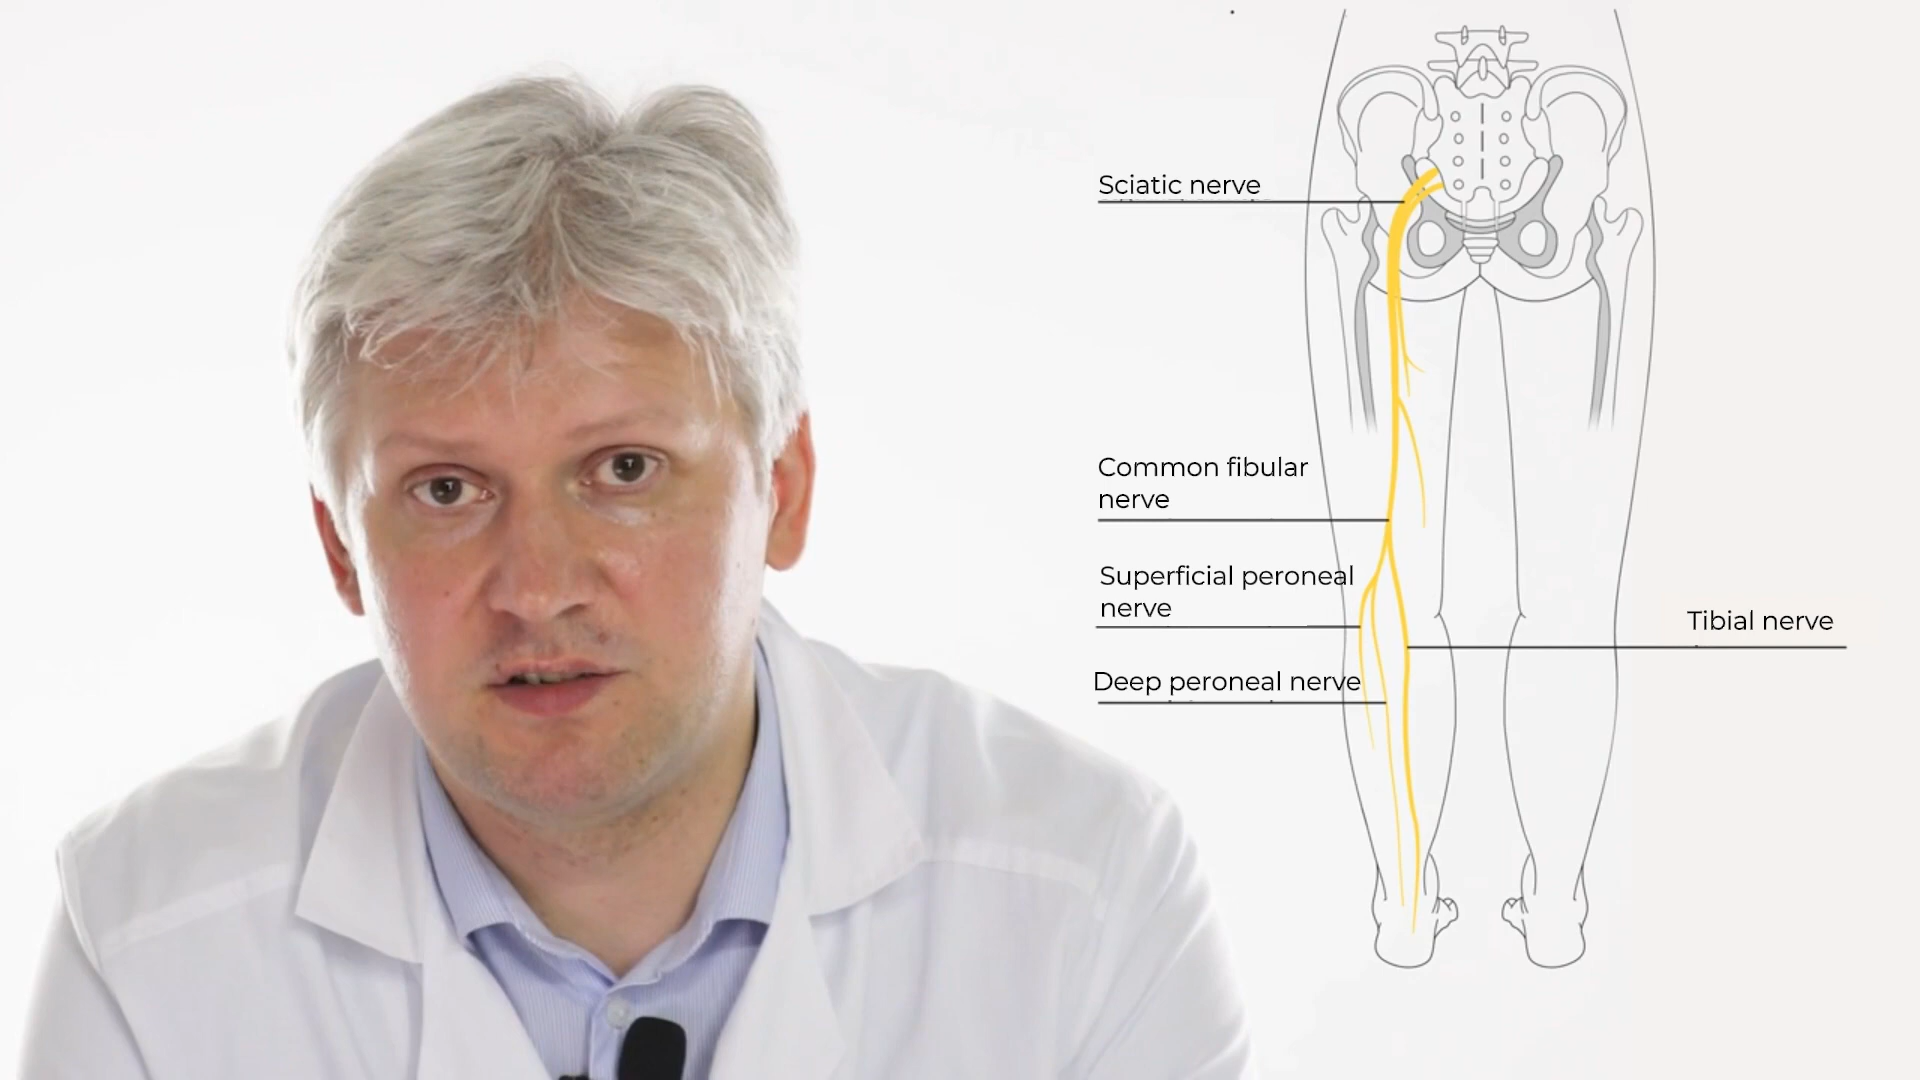 Sciatic nerve
Common fibular
nerve
Superficial peroneal
nerve
Deep peroneal nerve
Tibial nerve